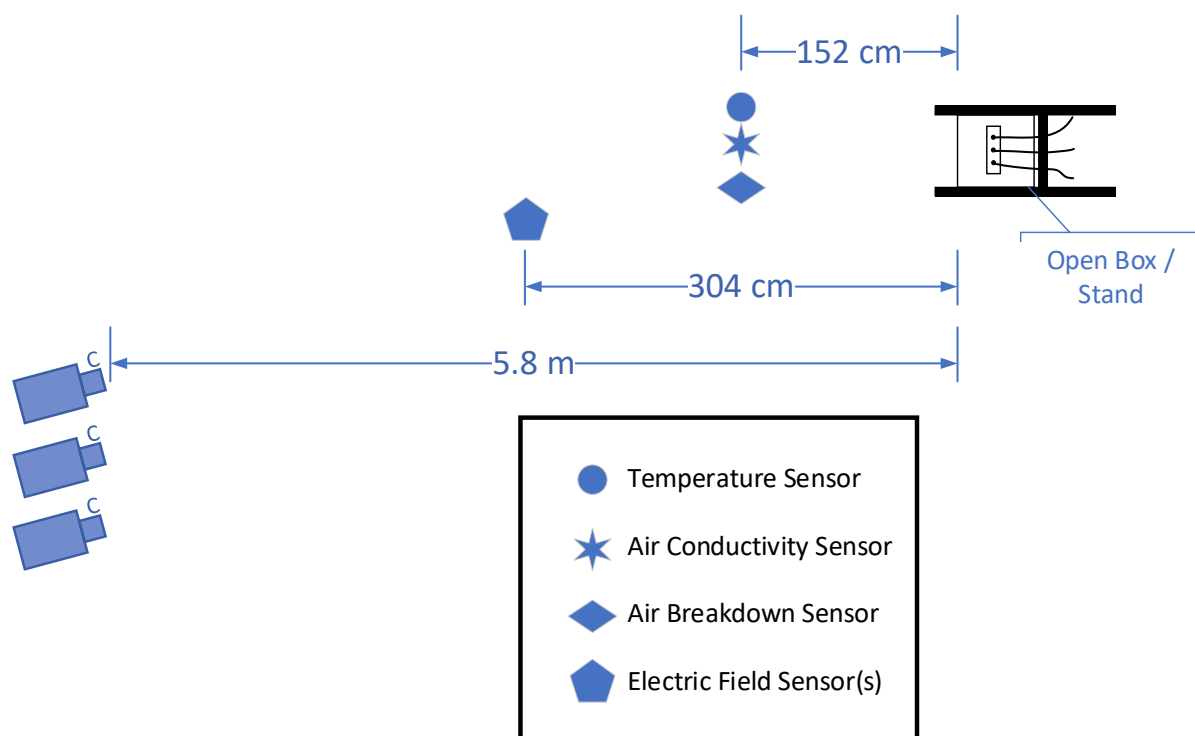 152 cm
Open Box /
Stand
304 cm
5.8 m
C
C
C
Temperature Sensor
Air Conductivity Sensor
Air Breakdown Sensor
Electric Field Sensor(s)